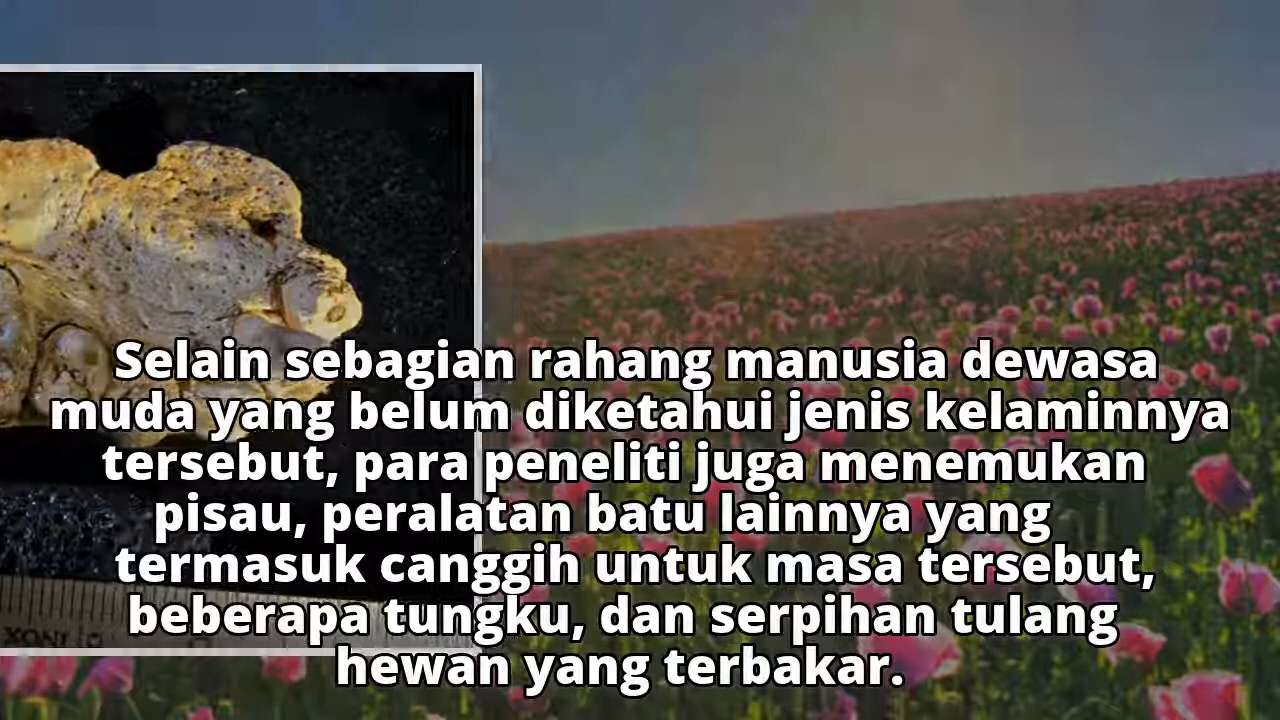 Selain sebagian rahang manusia dewasa
muda yang belum diketahui jenis kelaminnya
tersebut, para peneliti juga menemukan
pisau, peralatan batu lainnya yang
termasuk canggih untuk masa tersebut,
beberapa tungku, dan serpihan tulang
hewan yang terbakar.